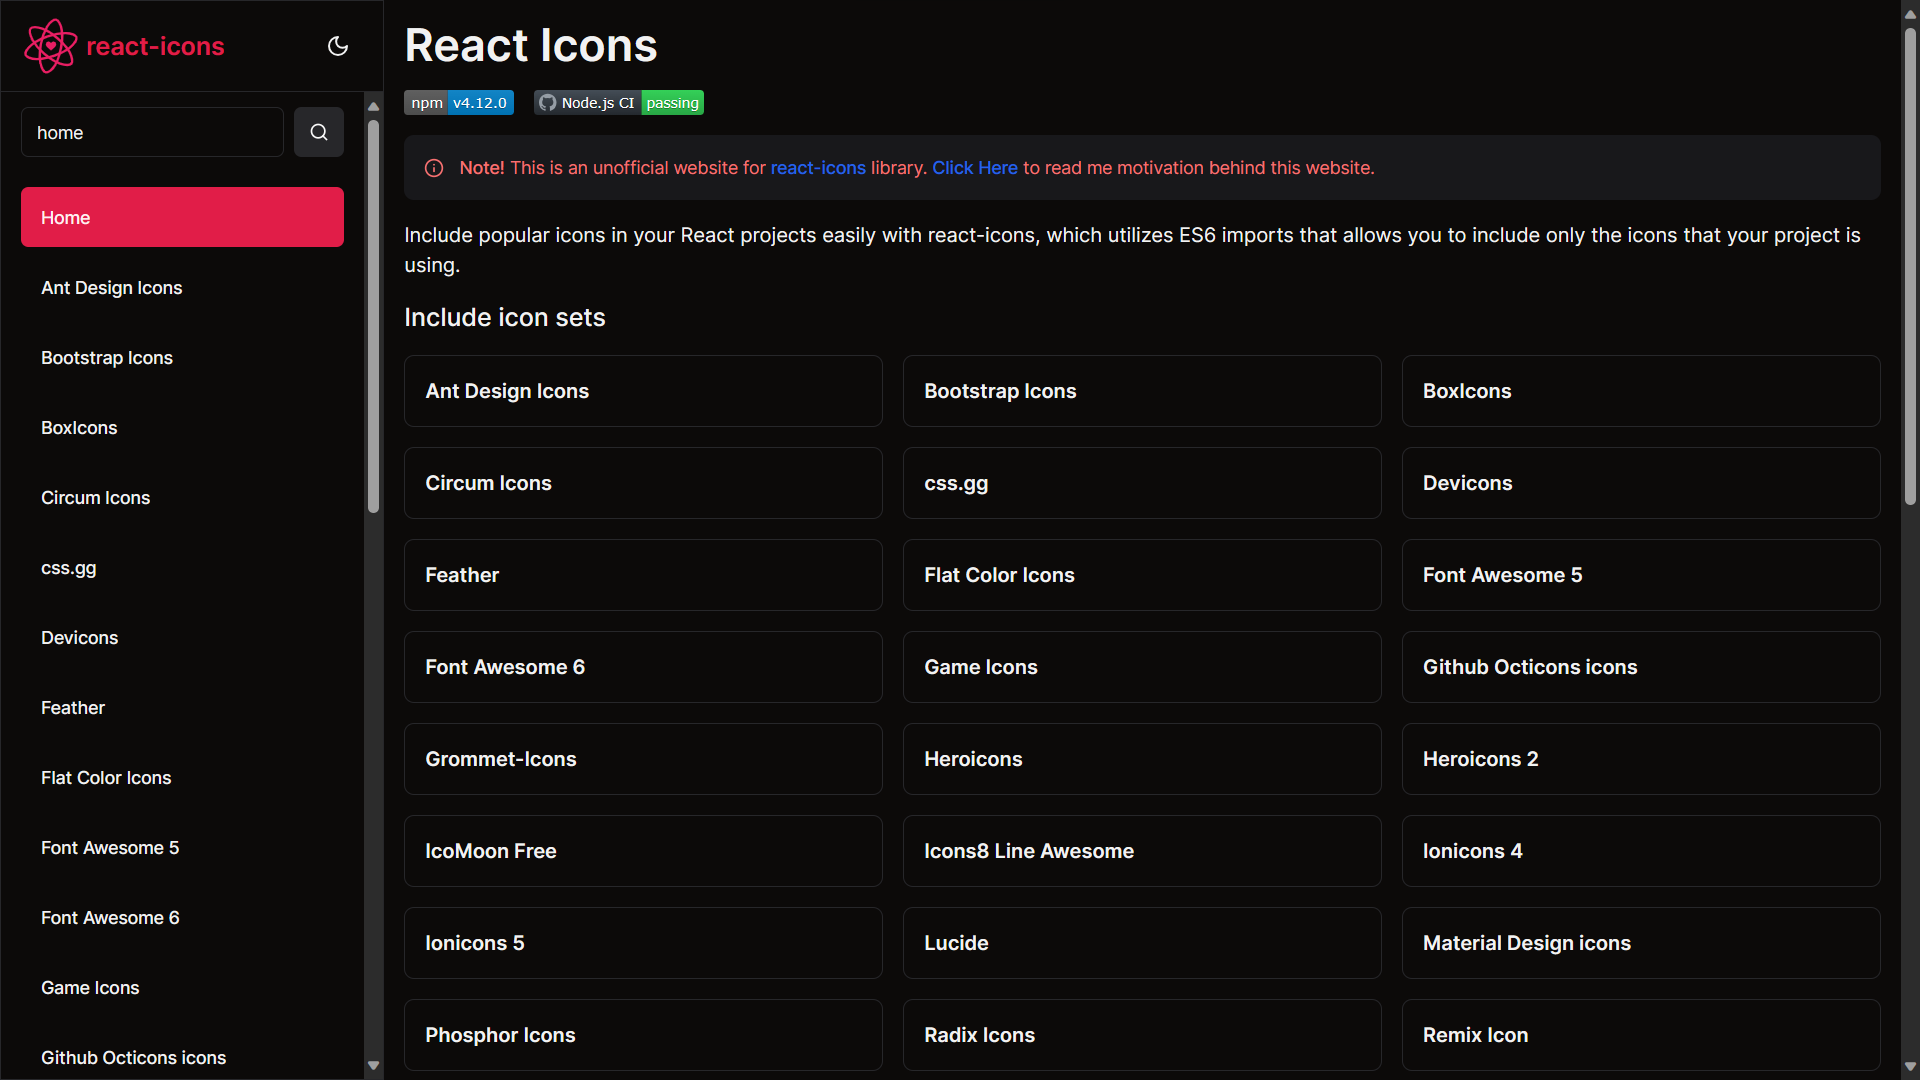 react-icons
home
Home
Ant Design Icons
Bootstrap Icons
BoxIcons
Circum Icons
css.gg
Devicons
Feather
Flat Color Icons
Font Awesome 5
Font Awesome 6
Game Icons
Github Octicons icons
React Icons
npm v4.12.0 Node.js CI passing
Note! This is an unofficial website for react-icons library. Click Here to read me motivation behind this website.
Include popular icons in your React projects easily with react-icons, which utilizes ES6 imports that allows you to include only the icons that your project is
using.
Include icon sets
Ant Design Icons
Bootstrap Icons
BoxIcons
Circum Icons
css.gg
Devicons
Feather
Flat Color Icons
Font Awesome 5
Font Awesome 6
Game Icons
Github Octicons icons
Grommet-Icons
Heroicons
Heroicons 2
IcoMoon Free
Icons8 Line Awesome
Ionicons 4
Ionicons 5
Lucide
Material Design icons
Phosphor Icons
Radix Icons
Remix Icon